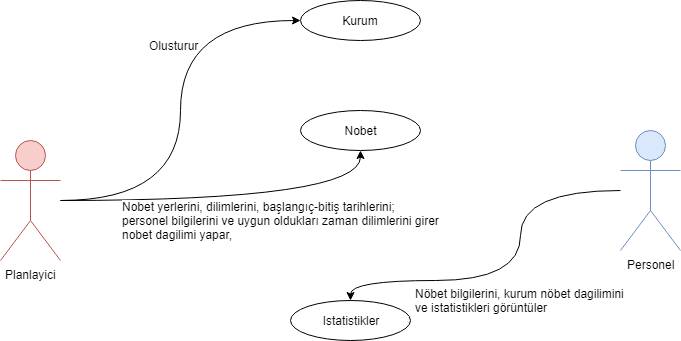 Kurum
Olusturur
Nobet
Nobet yerlerini, dilimlerini, başlangıç-bitiş tarihlerini;
personel bilgilerini ve uygun oldukları zaman dilimlerini girer
nobet dagilimi yapar,
Planlayici
Personel
Nöbet bilgilerini, kurum nöbet dagilimini
ve istatistikleri görüntüler
Istatistikler